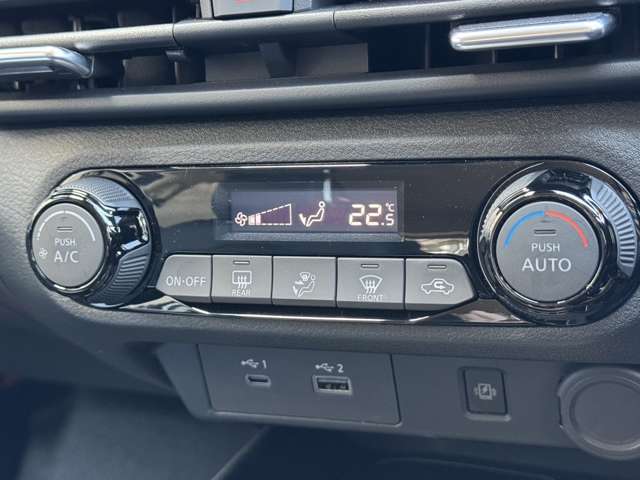 22.5 °C
PUSH
A/C
ON·OFF
REAR
FRONT
PUSH
AUTO
1
2